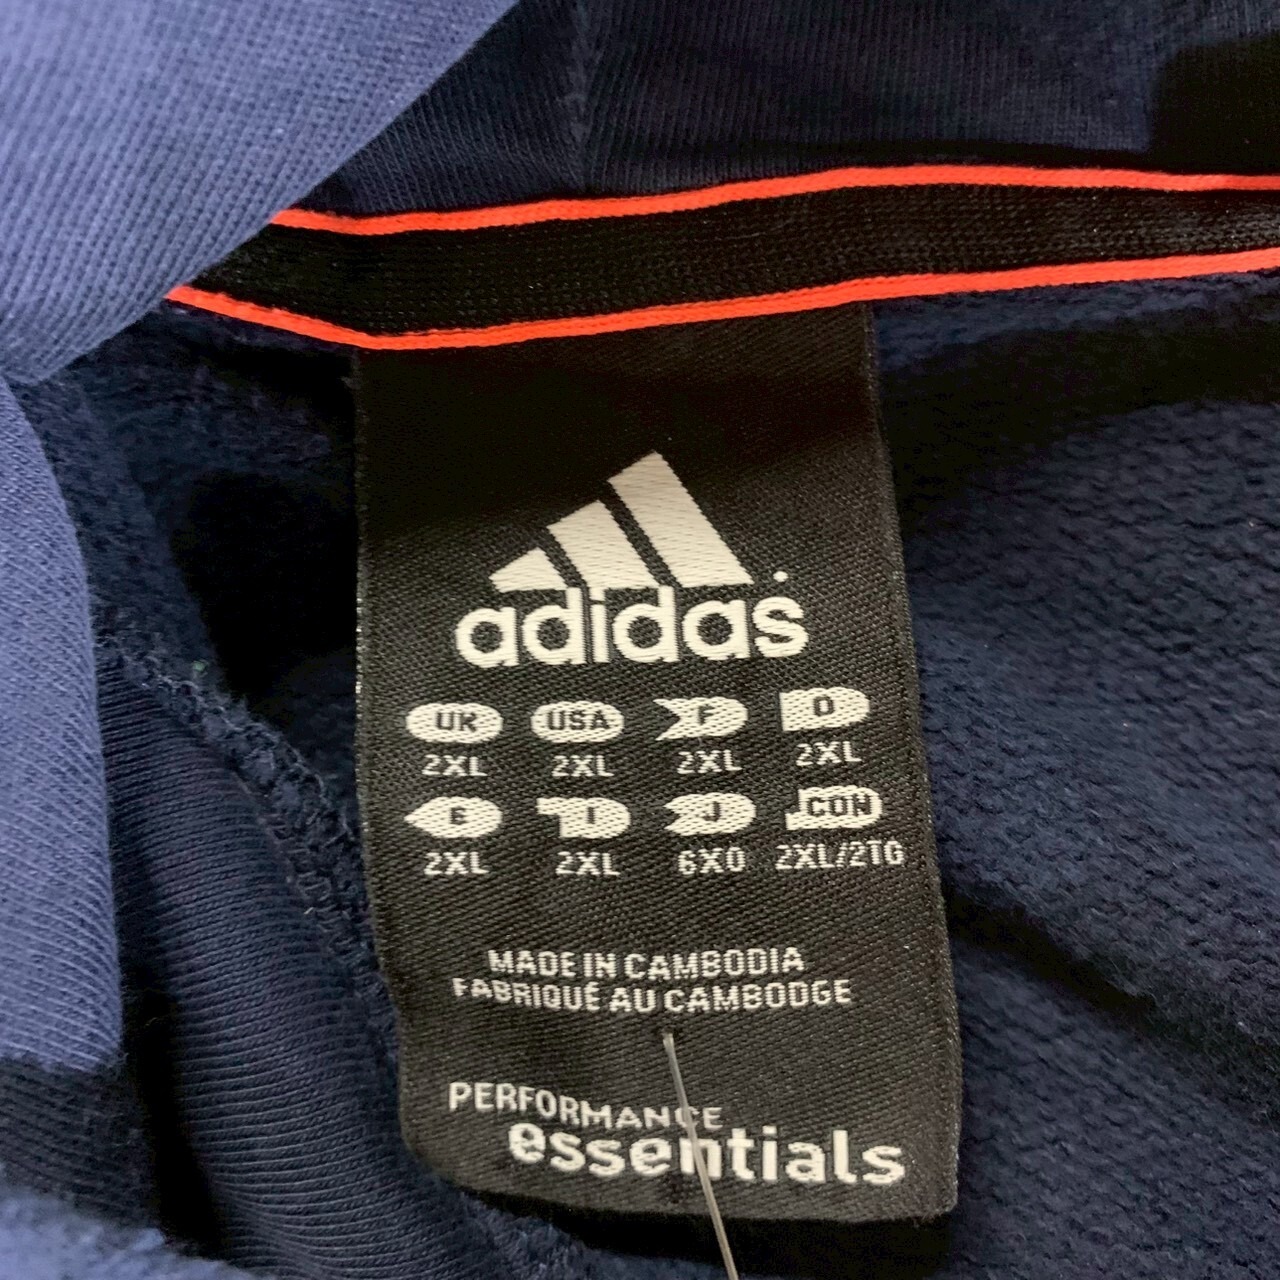 adidas
UK USA F D
2XL 2XL 2XL 2XL
E I J CON
2XL 2XL 6XO 2XL/2TG
MADE IN CAMBODIA
FABRIQUÉ AU CAMBODGE
PERFORMANCE
essentials